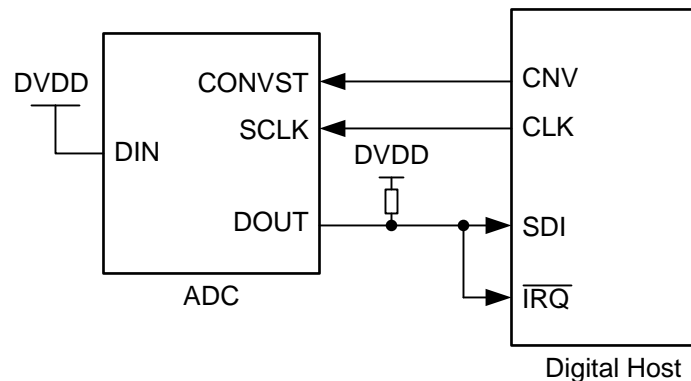 DVDD
DIN
CONVST
SCLK
DOUT
ADC
DVDD
CNV
CLK
SDI
IRQ
Digital Host